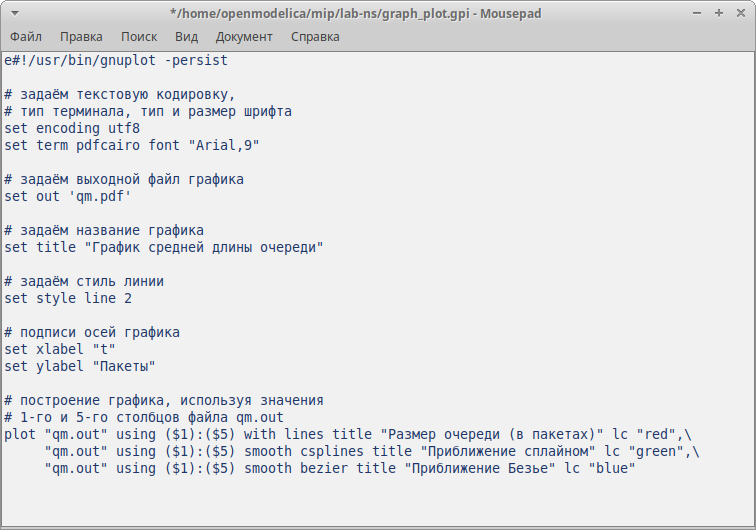 */home/openmodelica/mip/lab-ns/graph_plot.gpi - Mousepad
Файл Правка Поиск Вид Документ Справка
e#!/usr/bin/gnuplot -persist
# задаём текстовую кодировку,
# тип терминала, тип и размер шрифта
set encoding utf8
set term pdfcairo font "Arial,9"
# задаём выходной файл графика
set out 'qm.pdf'
# задаём название графика
set title "График средней длины очереди"
# задаём стиль линии
set style line 2
# подписи осей графика
set xlabel "t"
set ylabel "Пакеты"
# построение графика, используя значения
# 1-го и 5-го столбцов файла qm.out
plot "qm.out" using ($1):($5) with lines title "Размер очереди (в пакетах)" lc "red",\
"qm.out" using ($1):($5) smooth csplines title "Приближение сплайном" lc "green",\
"qm.out" using ($1):($5) smooth bezier title "Приближение Безье" lc "blue"